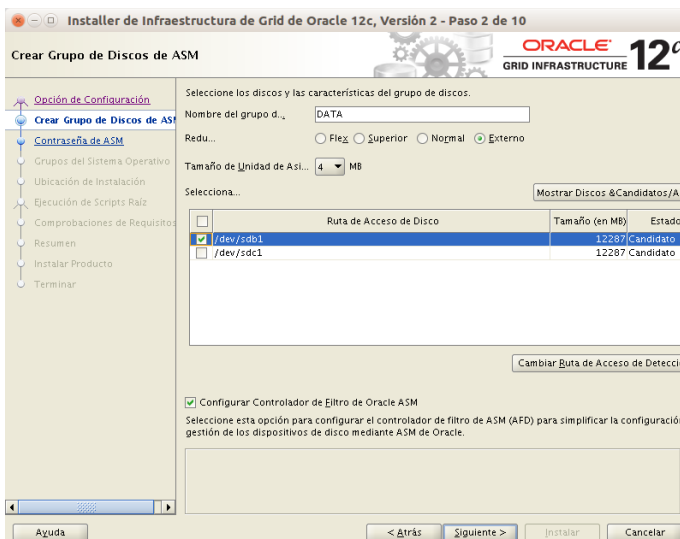 Installer de Infraestructura de Grid de Oracle 12c, Versión 2 - Paso 2 de 10
Crear Grupo de Discos de ASM
ORACLE
GRID INFRASTRUCTURE 12c
Opción de Configuración
Crear Grupo de Discos de AS
Contraseña de ASM
Grupos del Sistema Operativo
Ubicación de Instalación
Ejecución de Scripts Raíz
Comprobaciones de Requisitos
Resumen
Instalar Producto
Terminar
Seleccione los discos y las características del grupo de discos.
Nombre del grupo d... DATA
Redu... Flex Superior Normal Externo
Tamaño de Unidad de Asi... 4 MB
Selecciona...
Mostrar Discos &Candidatos/A
Ruta de Acceso de Disco Tamaño (en MB) Estado
/dev/sdb1 12287 Candidato
/dev/sdc1 12287 Candidato
Cambiar Ruta de Acceso de Detecci
Configurar Controlador de Filtro de Oracle ASM
Seleccione esta opción para configurar el controlador de filtro de ASM (AFD) para simplificar la configuració
gestión de los dispositivos de disco mediante ASM de Oracle.
Ayuda < Atrás Siguiente > Instalar Cancelar